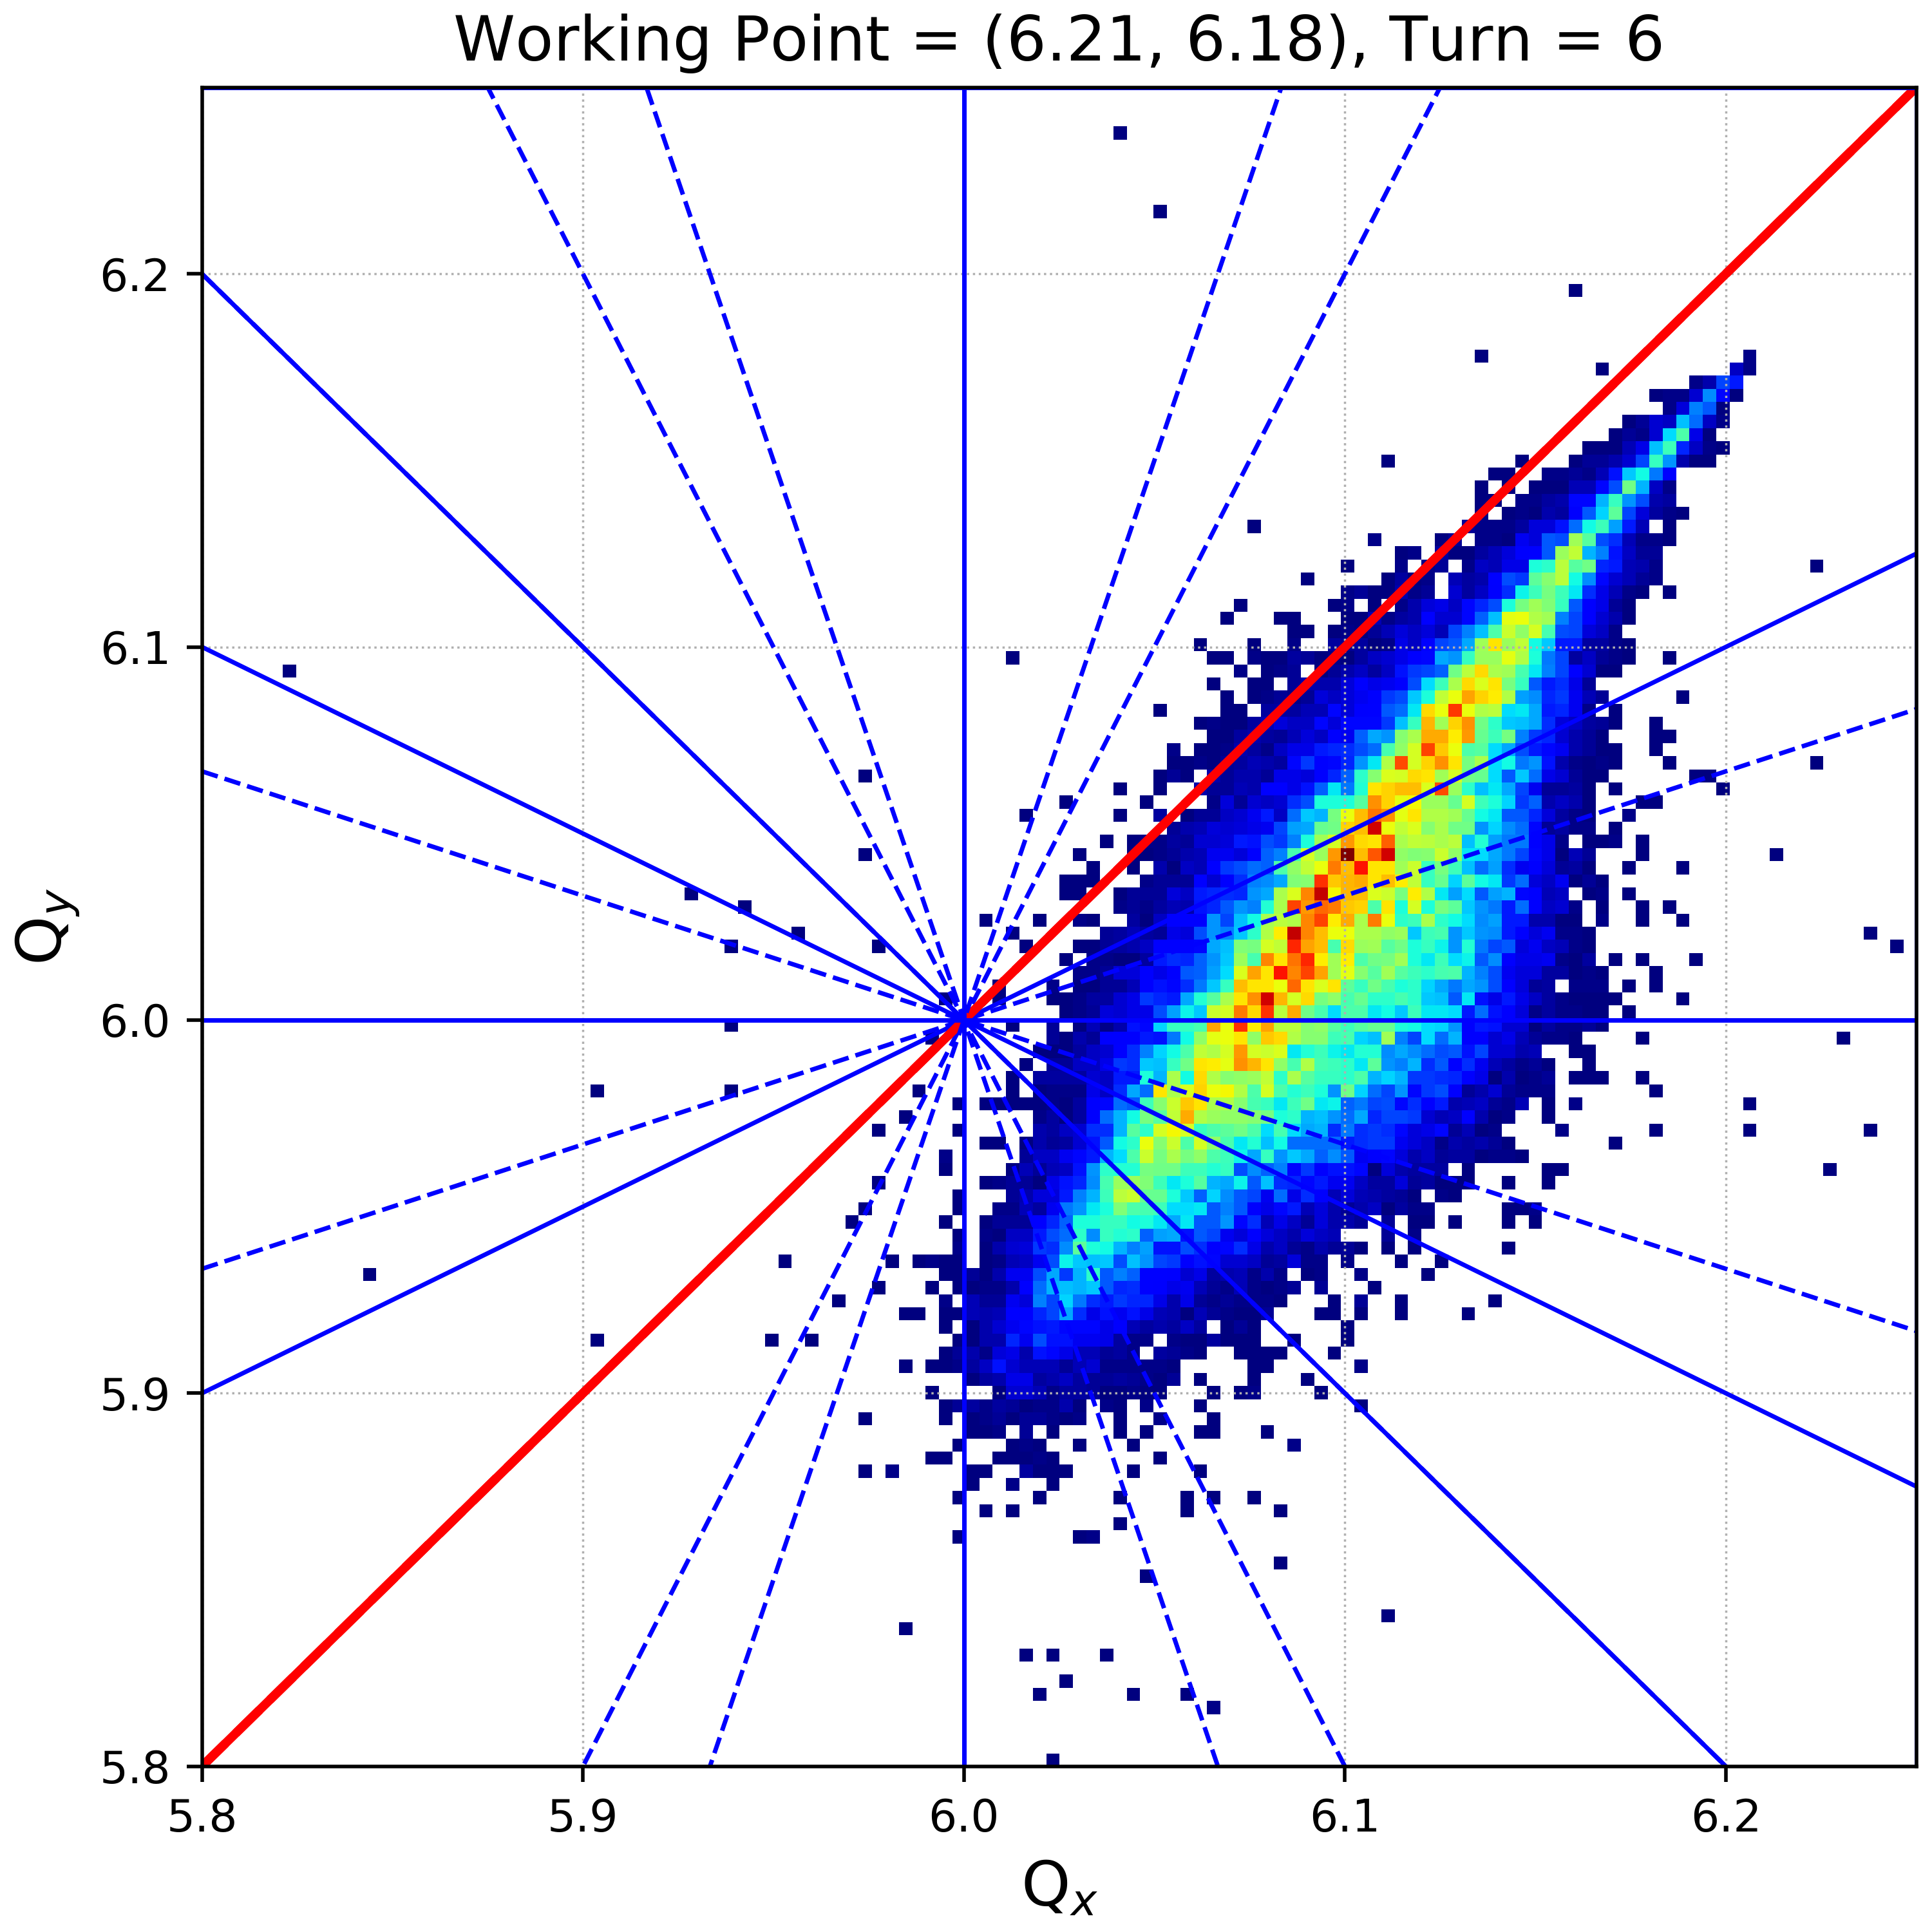 Working Point = (6.21, 6.18), Turn = 6
6.2
6.1
6.0
5.9
5.8
Qy
5.8 5.9 6.0 6.1 6.2
Qx